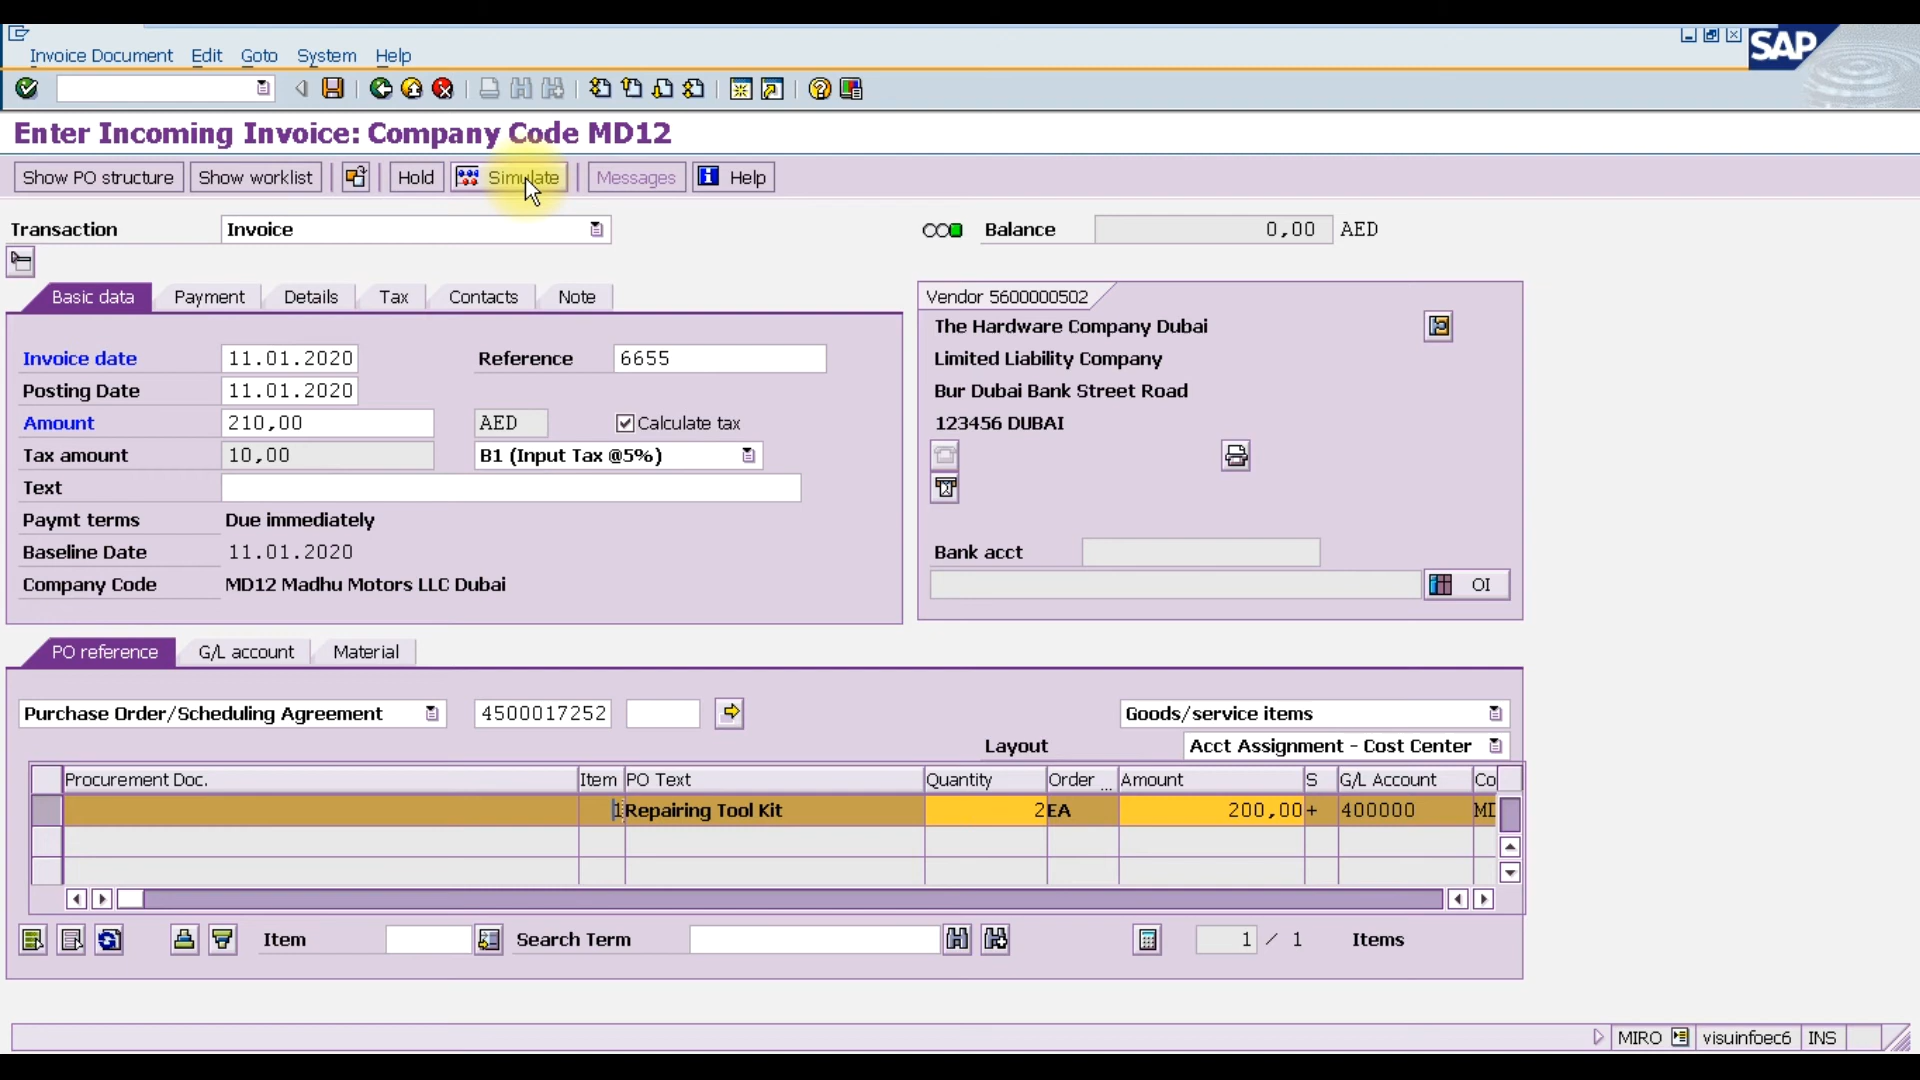 Invoice Document Edit Goto System Help
SAP
Enter Incoming Invoice: Company Code MD12
Show PO structure Show worklist Hold Simulate Messages Help
Transaction Invoice Balance 0,00 AED
Basic data Payment Details Tax Contacts Note
Vendor 5600000502
The Hardware Company Dubai
Invoice date 11.01.2020 Reference 6655
Limited Liability Company
Posting Date 11.01.2020
Bur Dubai Bank Street Road
Amount 210,00 AED Calculate tax
123456 DUBAI
Tax amount 10,00 B1 (Input Tax @5%)
Text
Paymt terms Due immediately
Baseline Date 11.01.2020
Bank acct
Company Code MD12 Madhu Motors LLC Dubai
OI
PO reference G/L account Material
Purchase Order/Scheduling Agreement 4500017252 Goods/service items
Layout Acct Assignment - Cost Center
Procurement Doc. Item PO Text Quantity Order ... Amount S G/L Account Co
1 Repairing Tool Kit 2 EA 200,00 + 400000 MD
Item Search Term 1 / 1 Items
MIRO visuinfoec6 INS